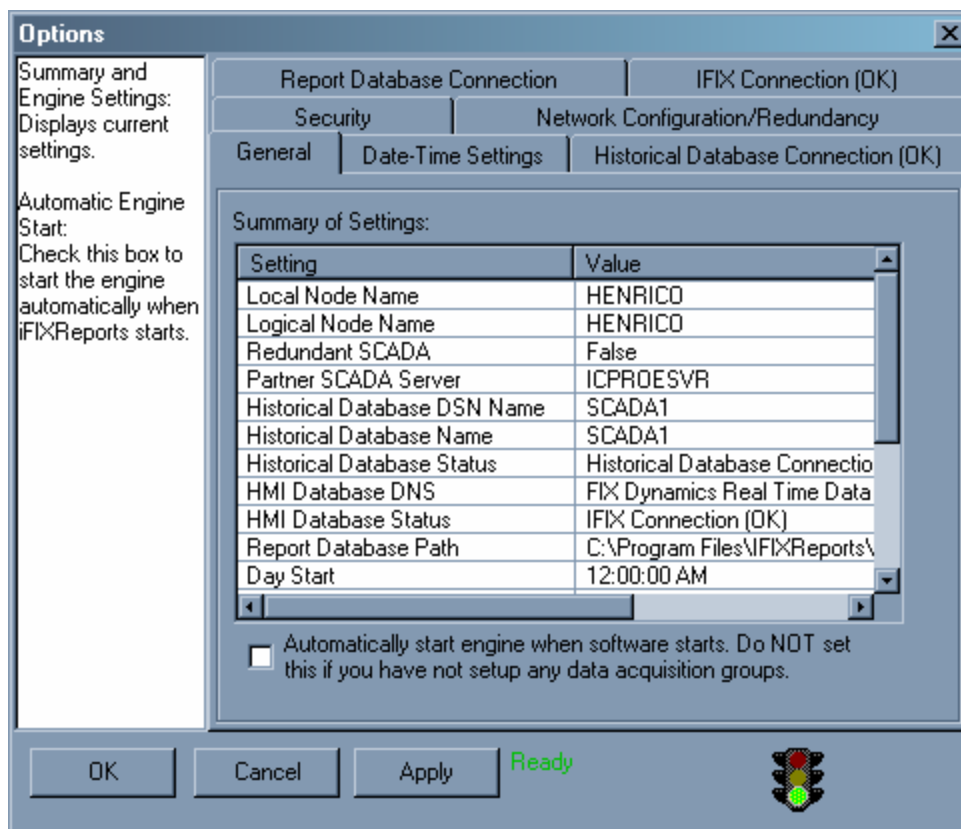 Options
Summary and
Engine Settings:
Displays current
settings.
Automatic Engine
Start:
Check this box to
start the engine
automatically when
iFIXReports starts.
Report Database Connection
IFIX Connection (OK)
Security
Network Configuration/Redundancy
General
Date-Time Settings
Historical Database Connection (OK)
Summary of Settings:
Setting Value
Local Node Name HENRICO
Logical Node Name HENRICO
Redundant SCADA False
Partner SCADA Server ICPROESVR
Historical Database DSN Name SCADA1
Historical Database Name SCADA1
Historical Database Status Historical Database Connectio
HMI Database DNS FIX Dynamics Real Time Data
HMI Database Status IFIX Connection (OK)
Report Database Path C:\Program Files\IFIXReports\
Day Start 12:00:00 AM
Automatically start engine when software starts. Do NOT set
this if you have not setup any data acquisition groups.
OK
Cancel
Apply
Ready